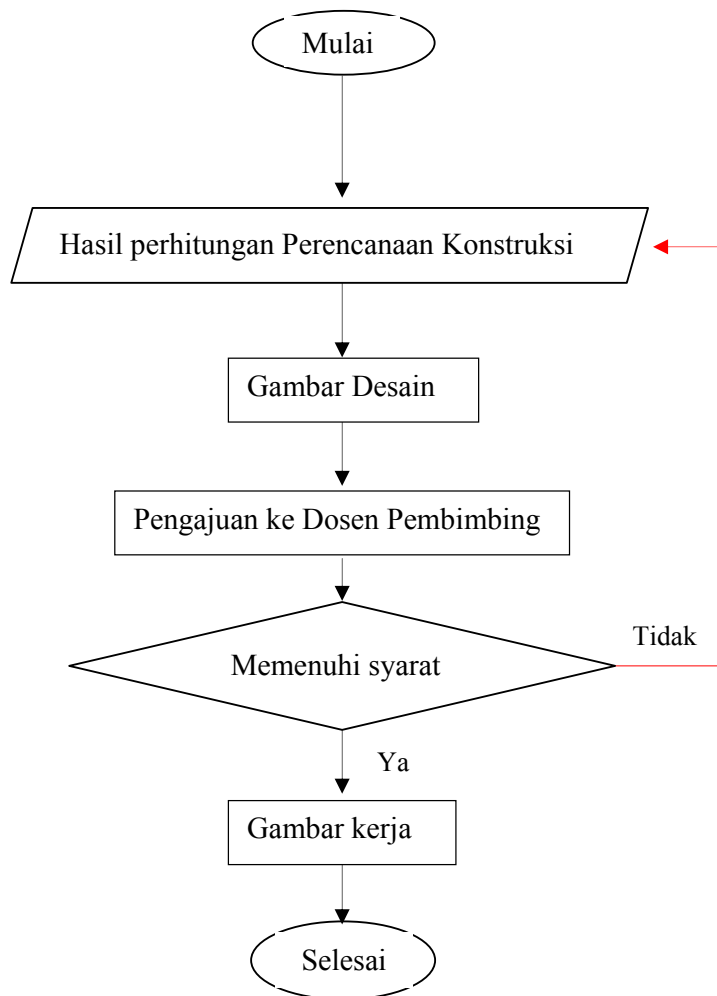 Mulai
Hasil perhitungan Perencanaan Konstruksi
Gambar Desain
Pengajuan ke Dosen Pembimbing
Tidak
Memenuhi syarat
Ya
Gambar kerja
Selesai